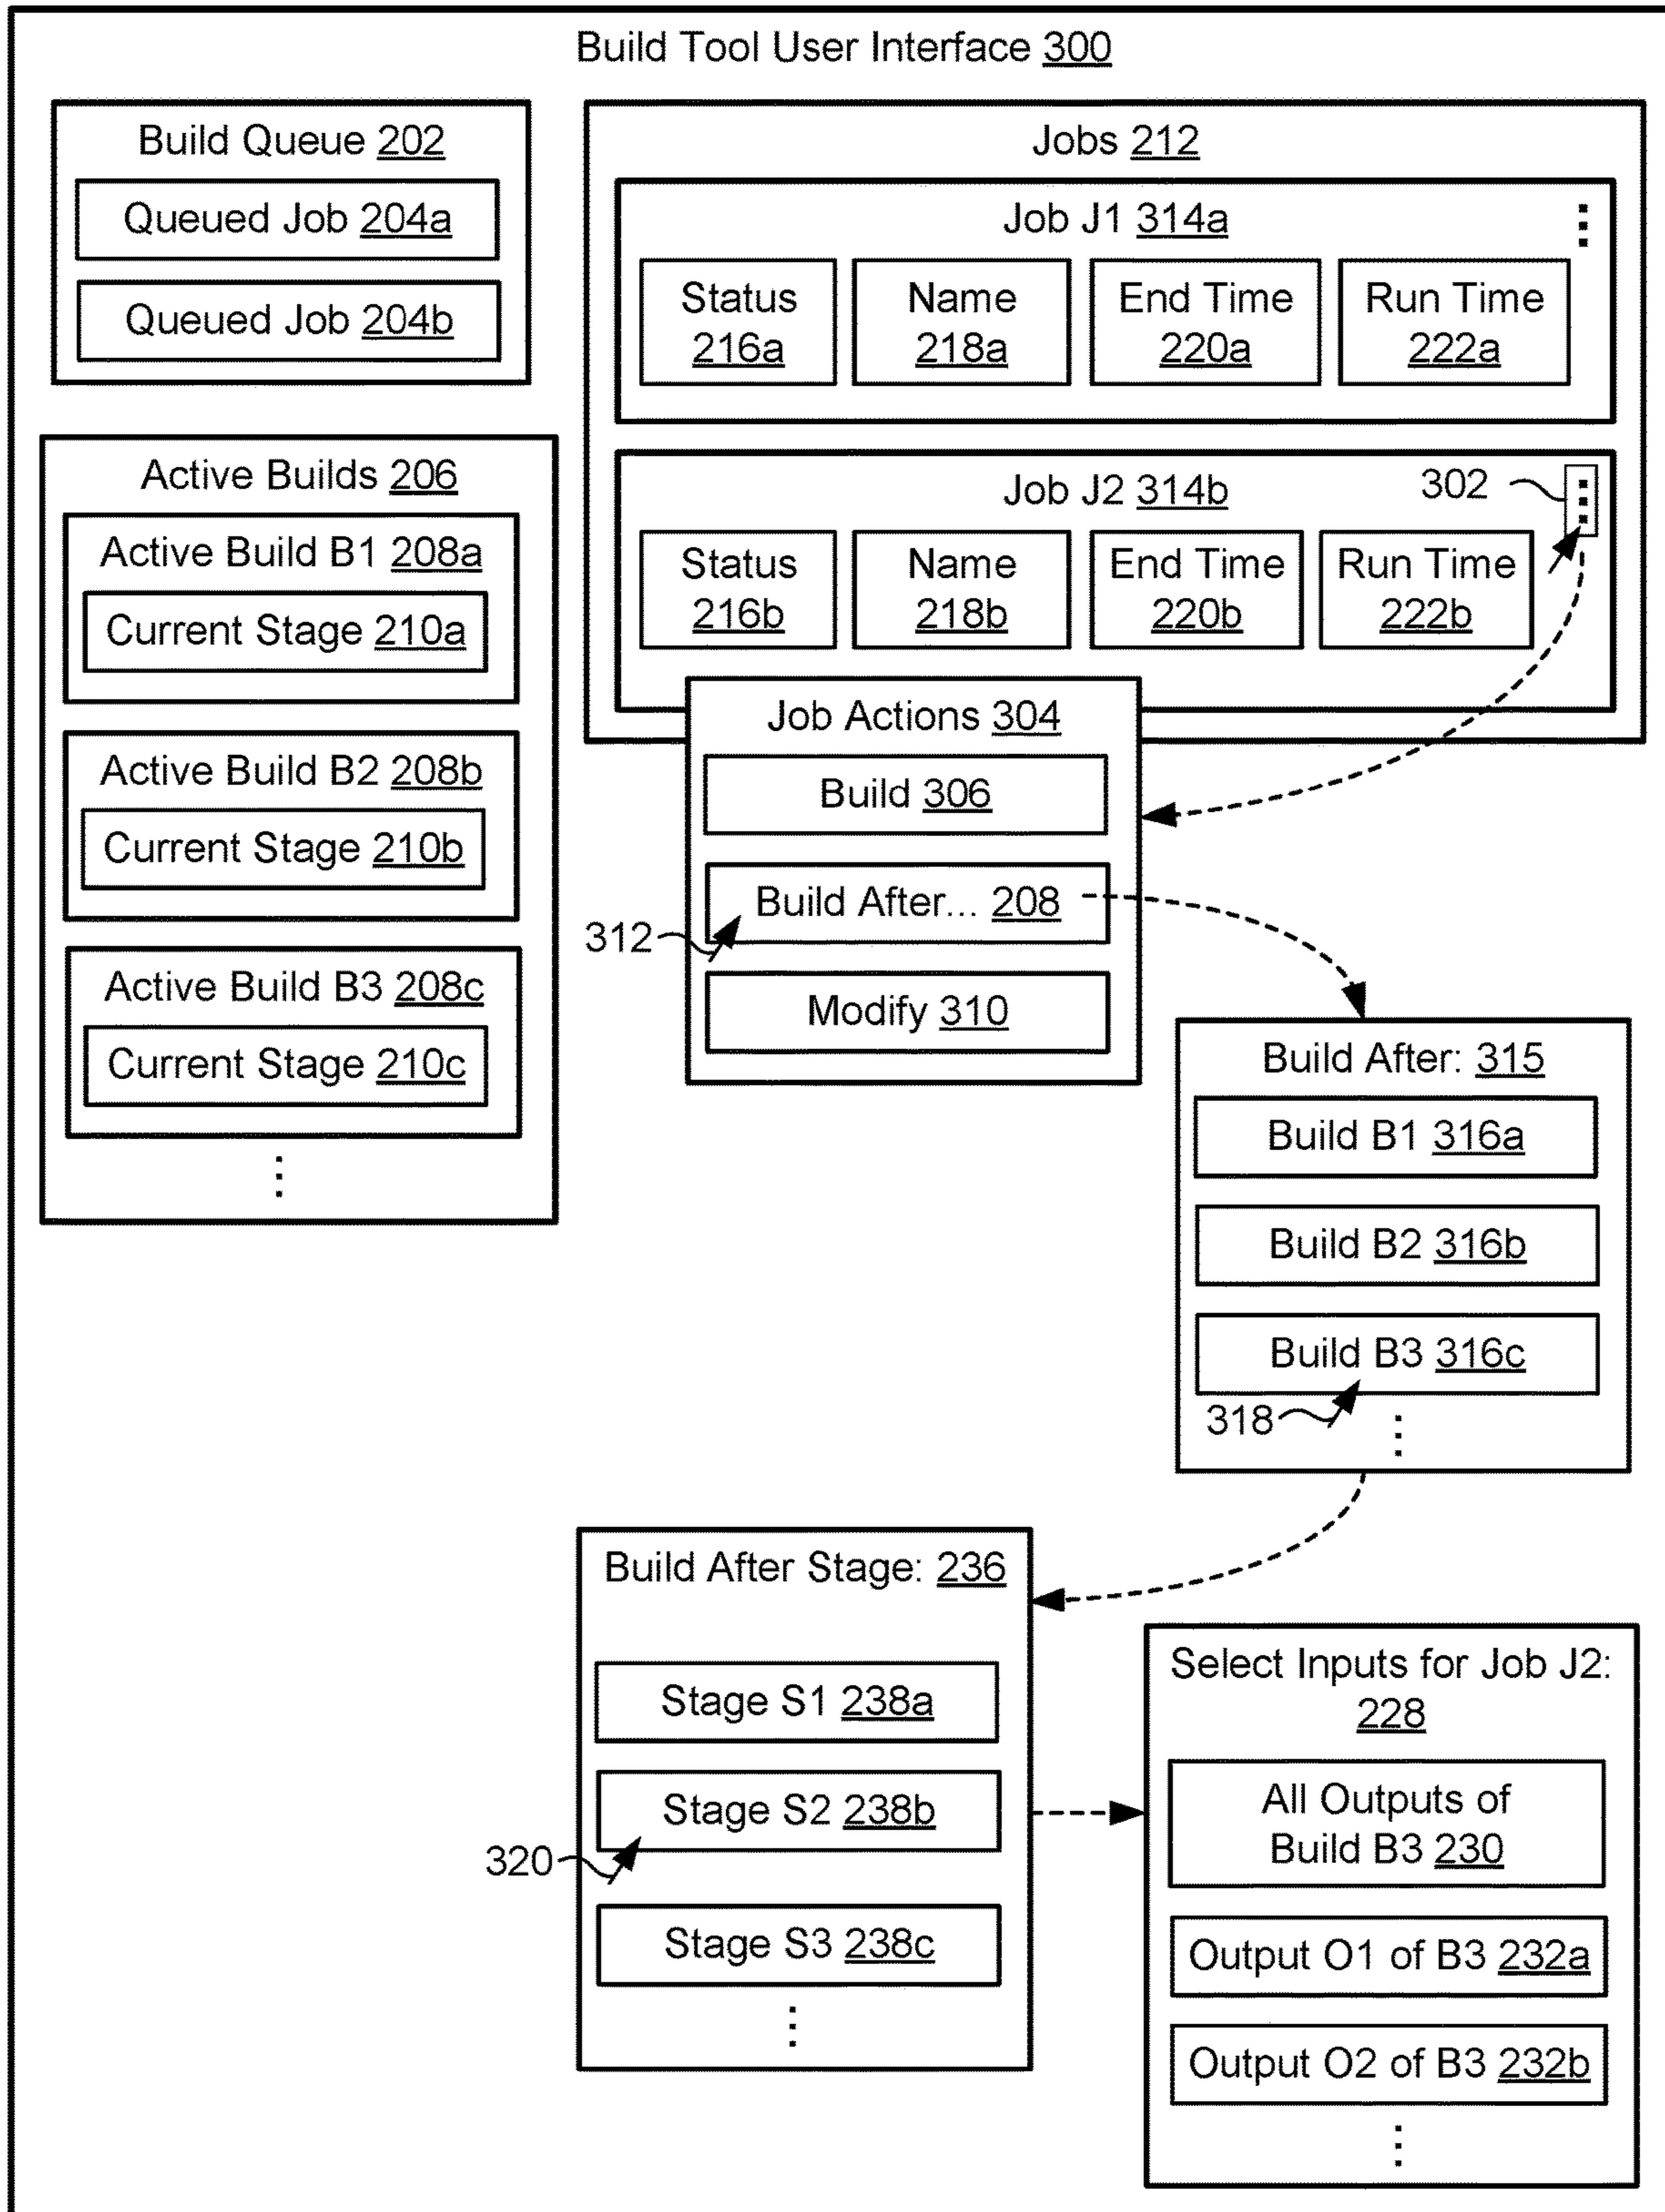 Build Tool User Interface 300
Build Queue 202
Queued Job 204a
Queued Job 204b
Active Builds 206
Active Build B1 208a
Current Stage 210a
Active Build B2 208b
Current Stage 210b
Active Build B3 208c
Current Stage 210c
Jobs 212
Job J1 314a
Status
216a
Name
218a
End Time
220a
Run Time
222a
Job J2 314b
302
Status
216b
Name
218b
End Time
220b
Run Time
222b
Job Actions 304
Build 306
Build After... 208
312
Modify 310
Build After: 315
Build B1 316a
Build B2 316b
Build B3 316c
318
Build After Stage: 236
Stage S1 238a
Stage S2 238b
320
Stage S3 238c
Select Inputs for Job J2:
228
All Outputs of
Build B3 230
Output O1 of B3 232a
Output O2 of B3 232b